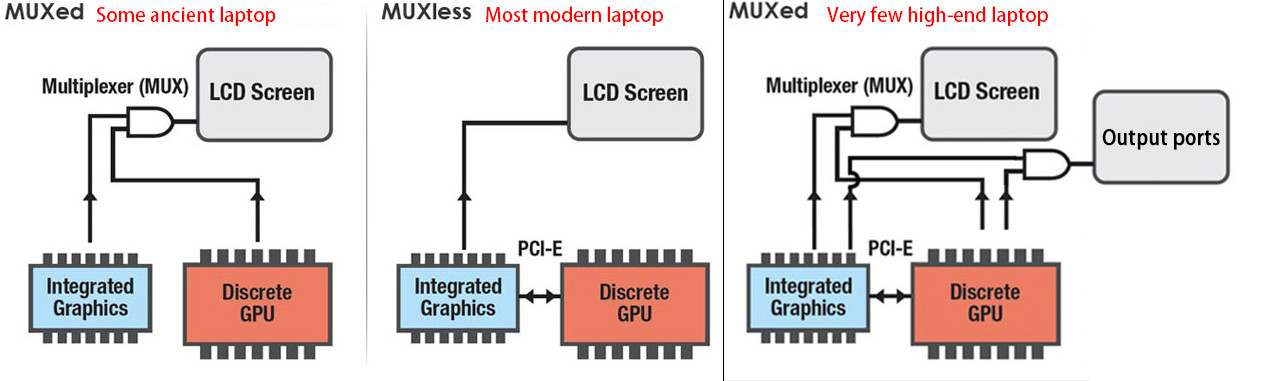 MUXed Some ancient laptop
Multiplexer (MUX)
LCD Screen
Integrated
Graphics
Discrete
GPU
MUXless Most modern laptop
LCD Screen
PCI-E
Integrated
Graphics
Discrete
GPU
MUXed Very few high-end laptop
Multiplexer (MUX)
LCD Screen
Output ports
PCI-E
Integrated
Graphics
Discrete
GPU